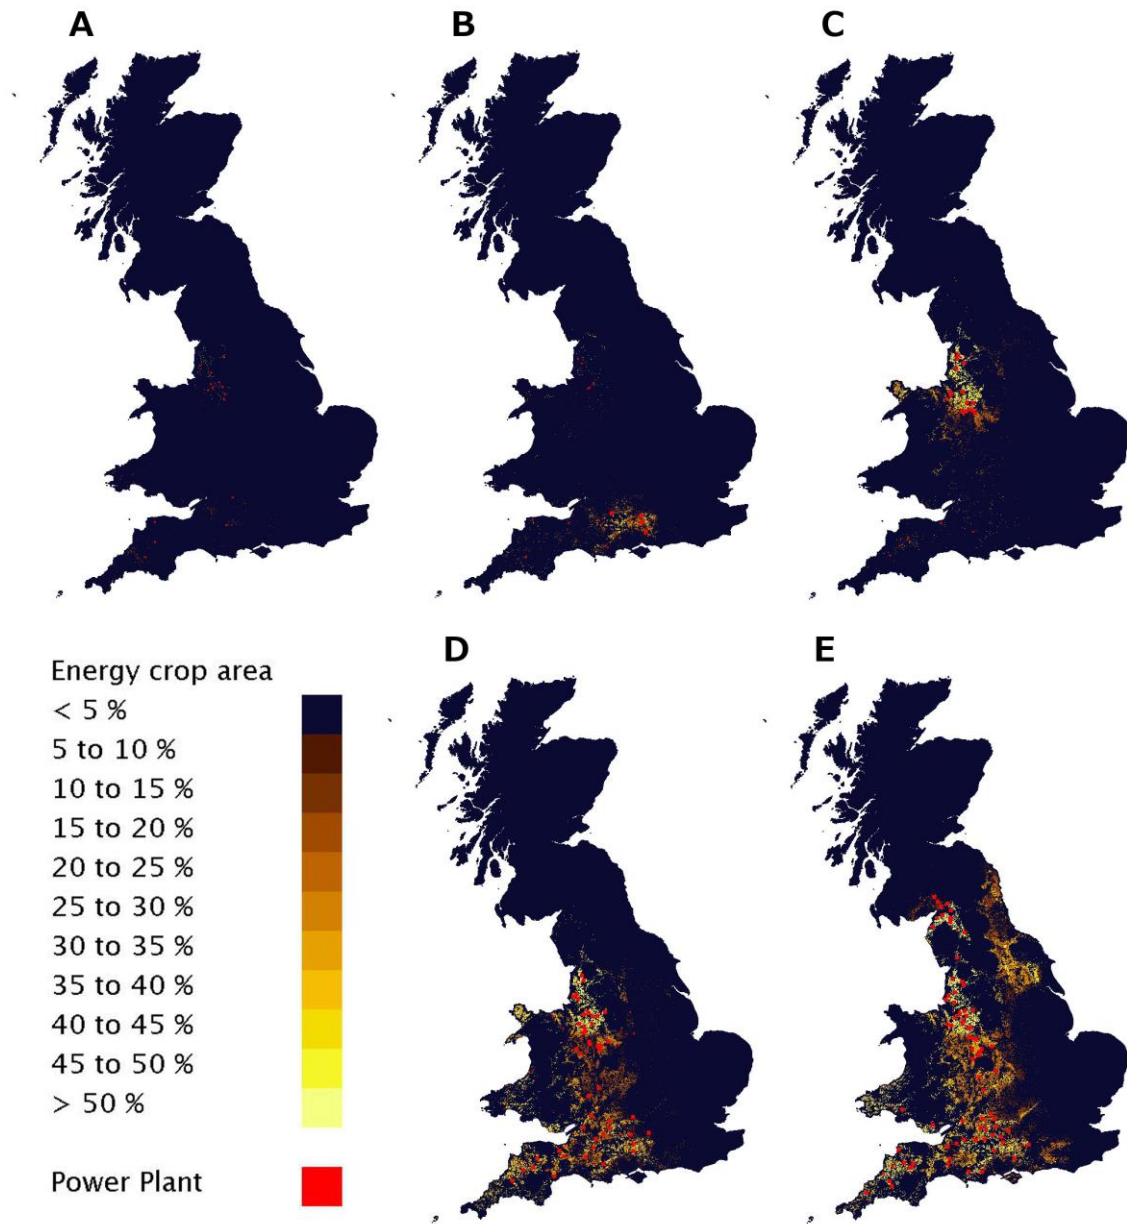 A
B
C
D
E
Energy crop area
< 5 %
5 to 10 %
10 to 15 %
15 to 20 %
20 to 25 %
25 to 30 %
30 to 35 %
35 to 40 %
40 to 45 %
45 to 50 %
> 50 %
Power Plant